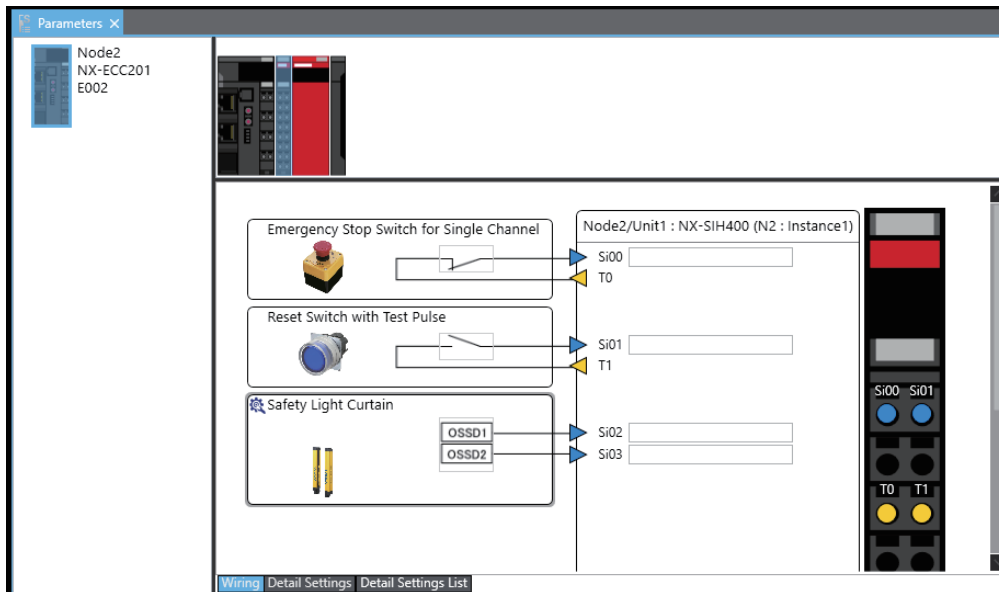 Parameters ×
Node2
NX-ECC201
E002
Emergency Stop Switch for Single Channel
Node2/Unit1 : NX-SIH400 (N2 : Instance1)
Si00
T0
Reset Switch with Test Pulse
Si01
T1
Si00 Si01
Safety Light Curtain
OSSD1
Si02
OSSD2
Si03
T0 T1
Wiring Detail Settings Detail Settings List